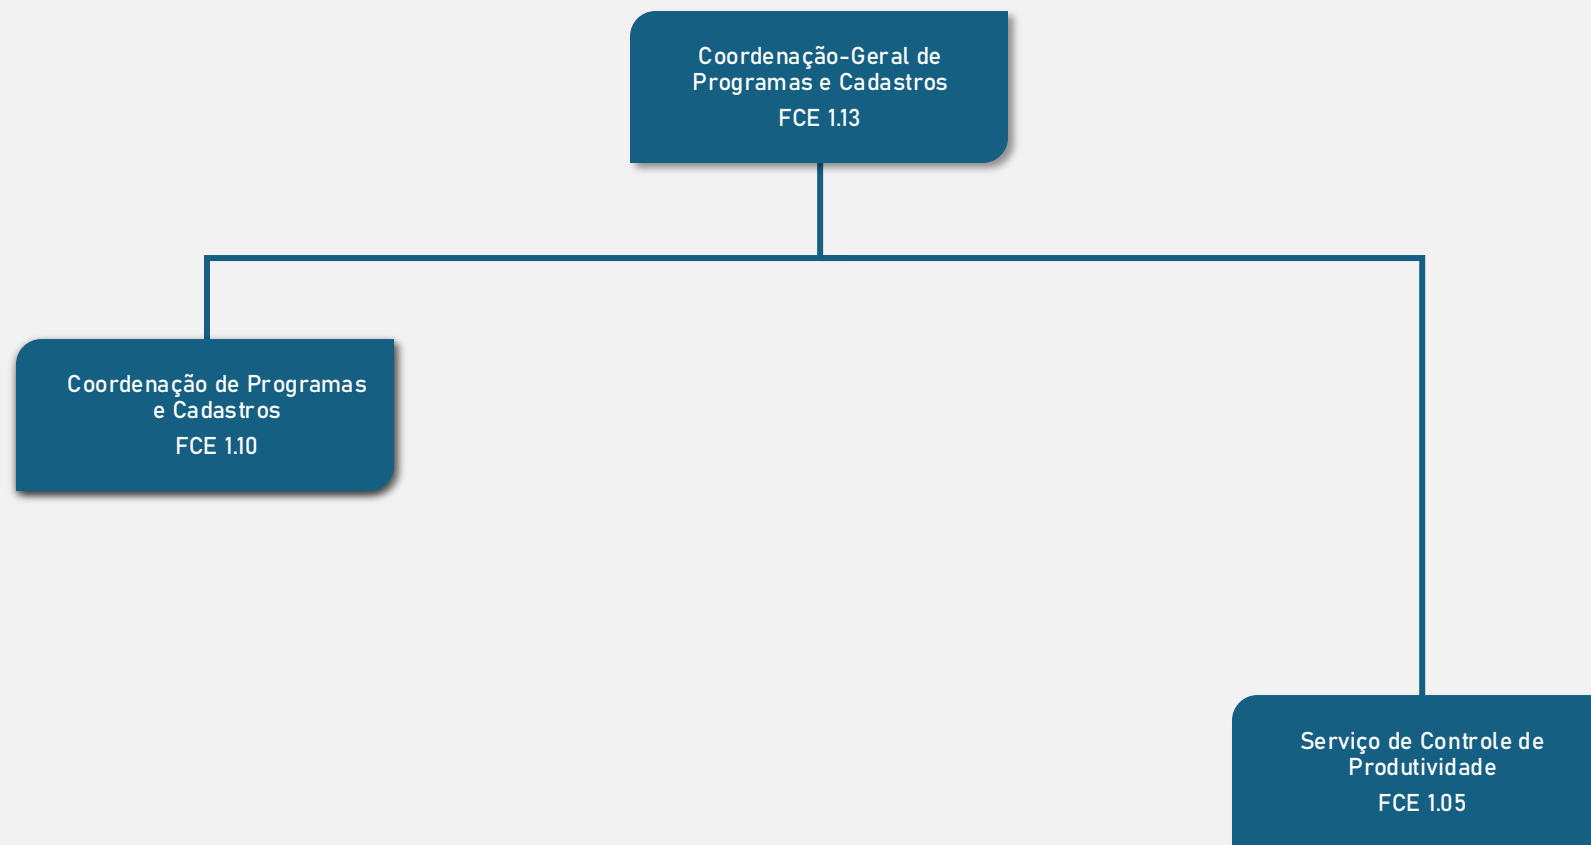 Coordenação-Geral de
Programas e Cadastros
FCE 1.13
Coordenação de Programas
e Cadastros
FCE 1.10
Serviço de Controle de
Produtividade
FCE 1.05